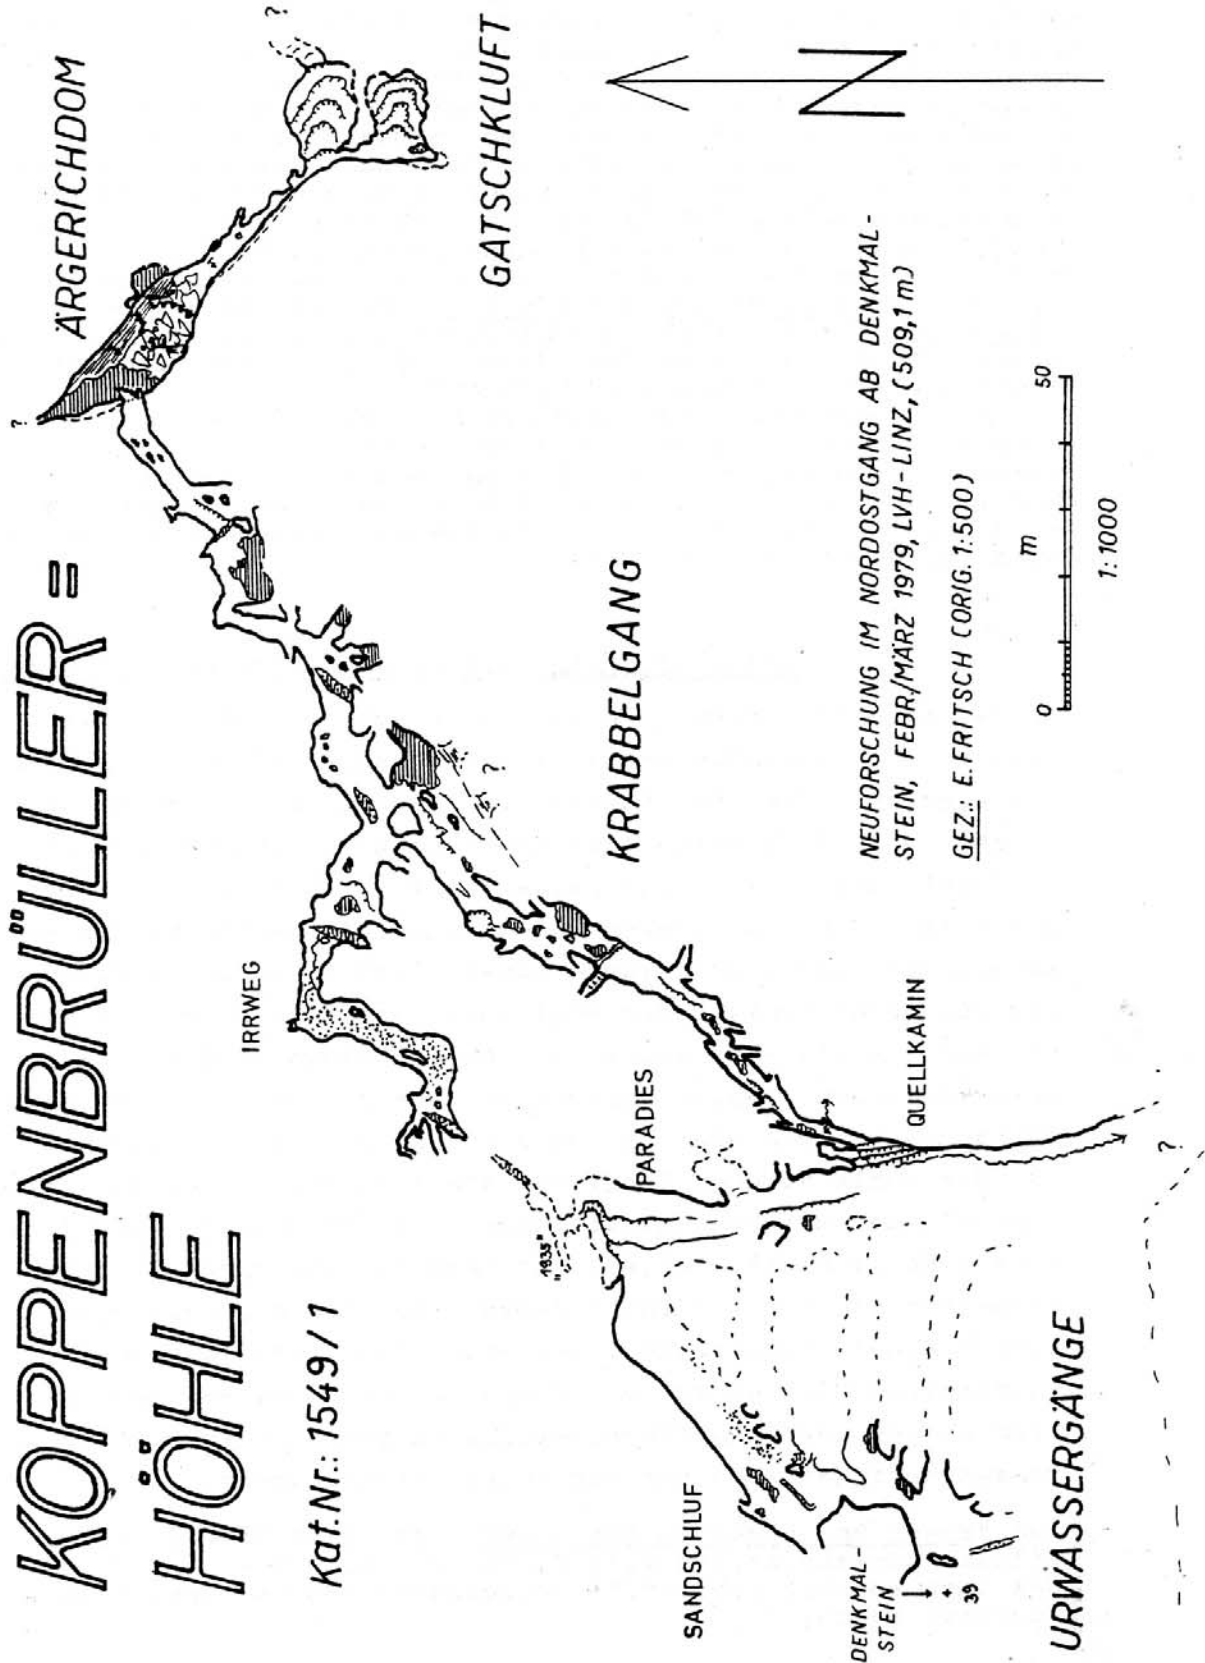 KOPPENBRÜLLER =
HÖHLE
Kat.Nr.: 1549/1
ÄRGERICHDOM
GATSCHKLUFT
KRABBELGANG
IRRWEG
PARADIES
QUELLKAMIN
"1935"
SANDSCHLUF
DENKMAL-
STEIN
39
URWASSERGÄNGE
N
NEUFORSCHUNG IM NORDOSTGANG AB DENKMAL-
STEIN, FEBR/MÄRZ 1979, LVH-LINZ, (509,1 m)
GEZ.: E. FRITSCH (ORIG. 1:500)
0 m 50
1:1000
?
?
?
?